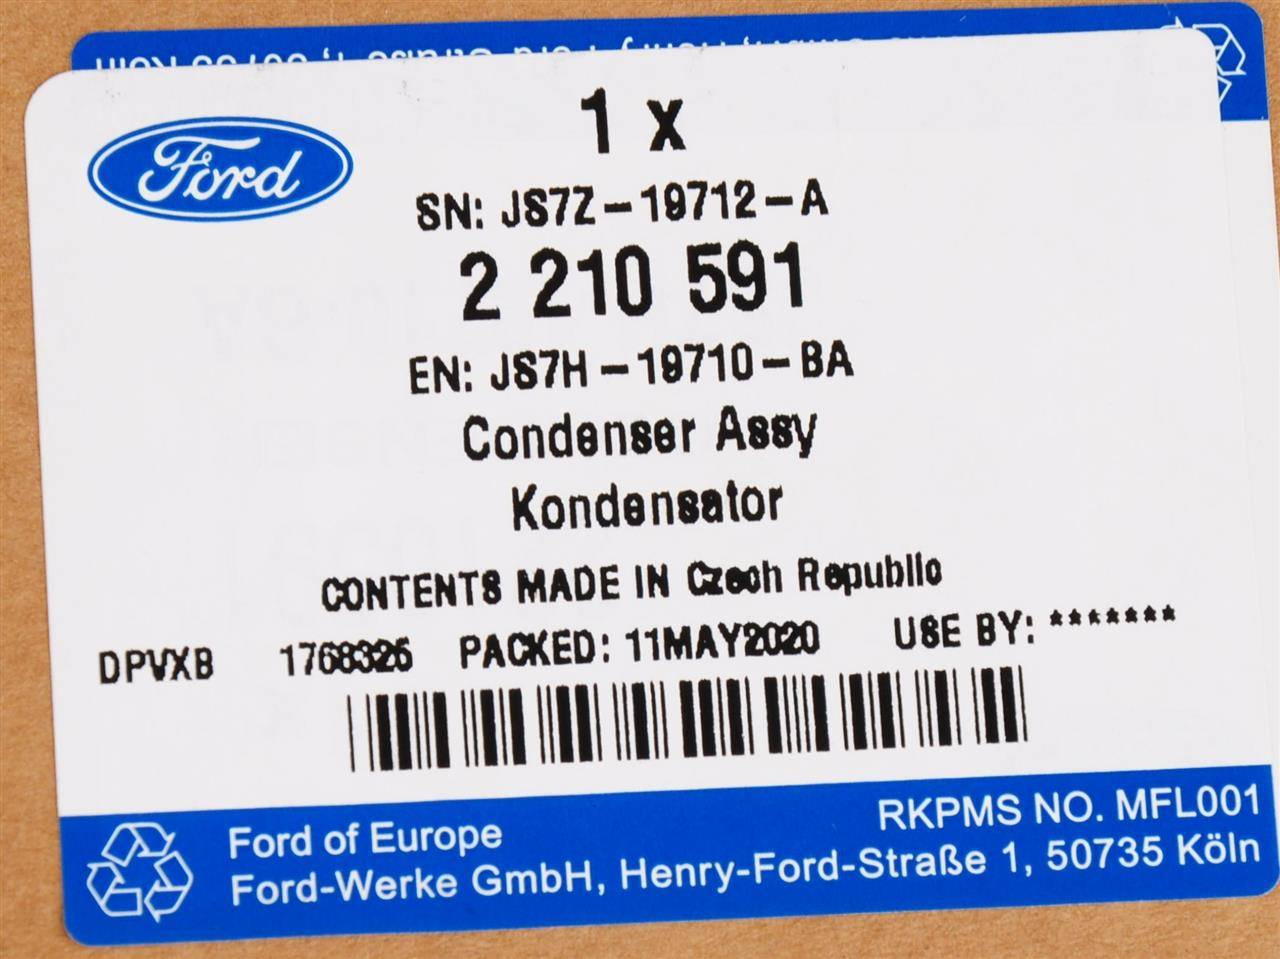 Ford
1 x
SN: JS7Z-19712-A
2 210 591
EN: JS7H-19710-BA
Condenser Assy
Kondensator
CONTENTS MADE IN Czech Republic
DPVXB 1768325 PACKED: 11MAY2020 USE BY: *******
RKPMS NO. MFL001
Ford of Europe
Ford-Werke GmbH, Henry-Ford-Straße 1, 50735 Köln